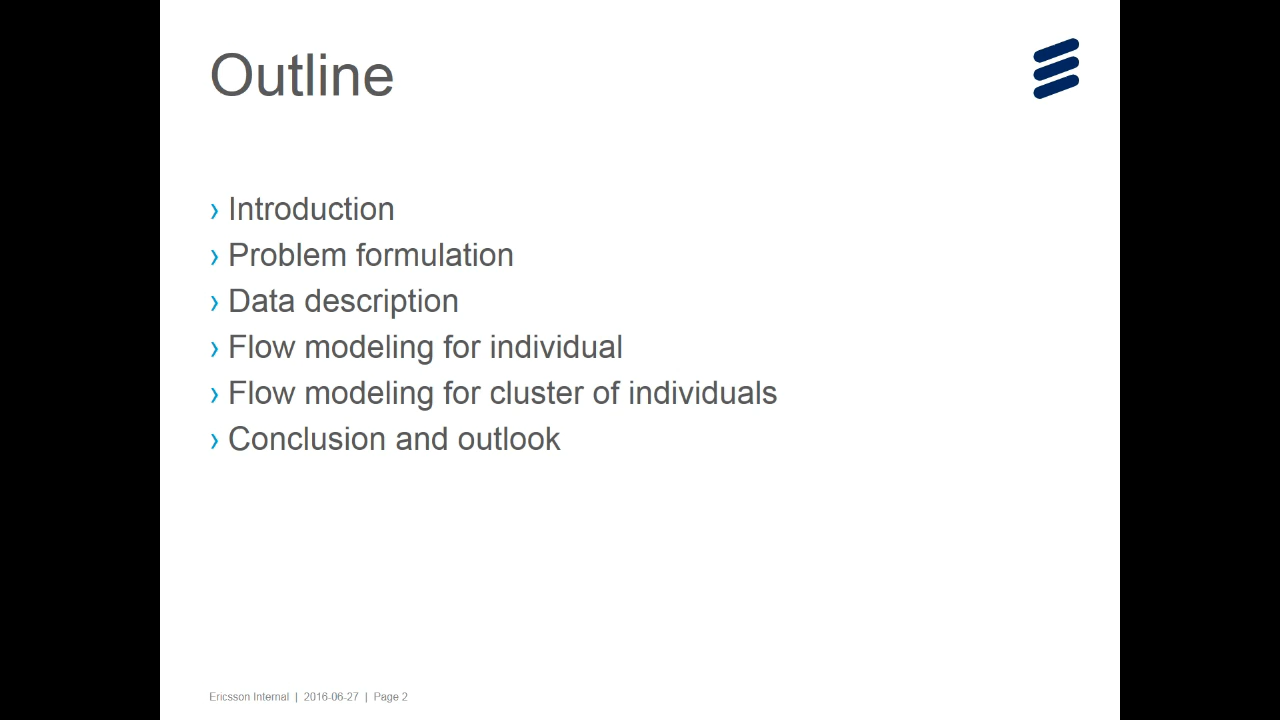 Outline
› Introduction
› Problem formulation
› Data description
› Flow modeling for individual
› Flow modeling for cluster of individuals
› Conclusion and outlook
Ericsson Internal | 2016-06-27 | Page 2